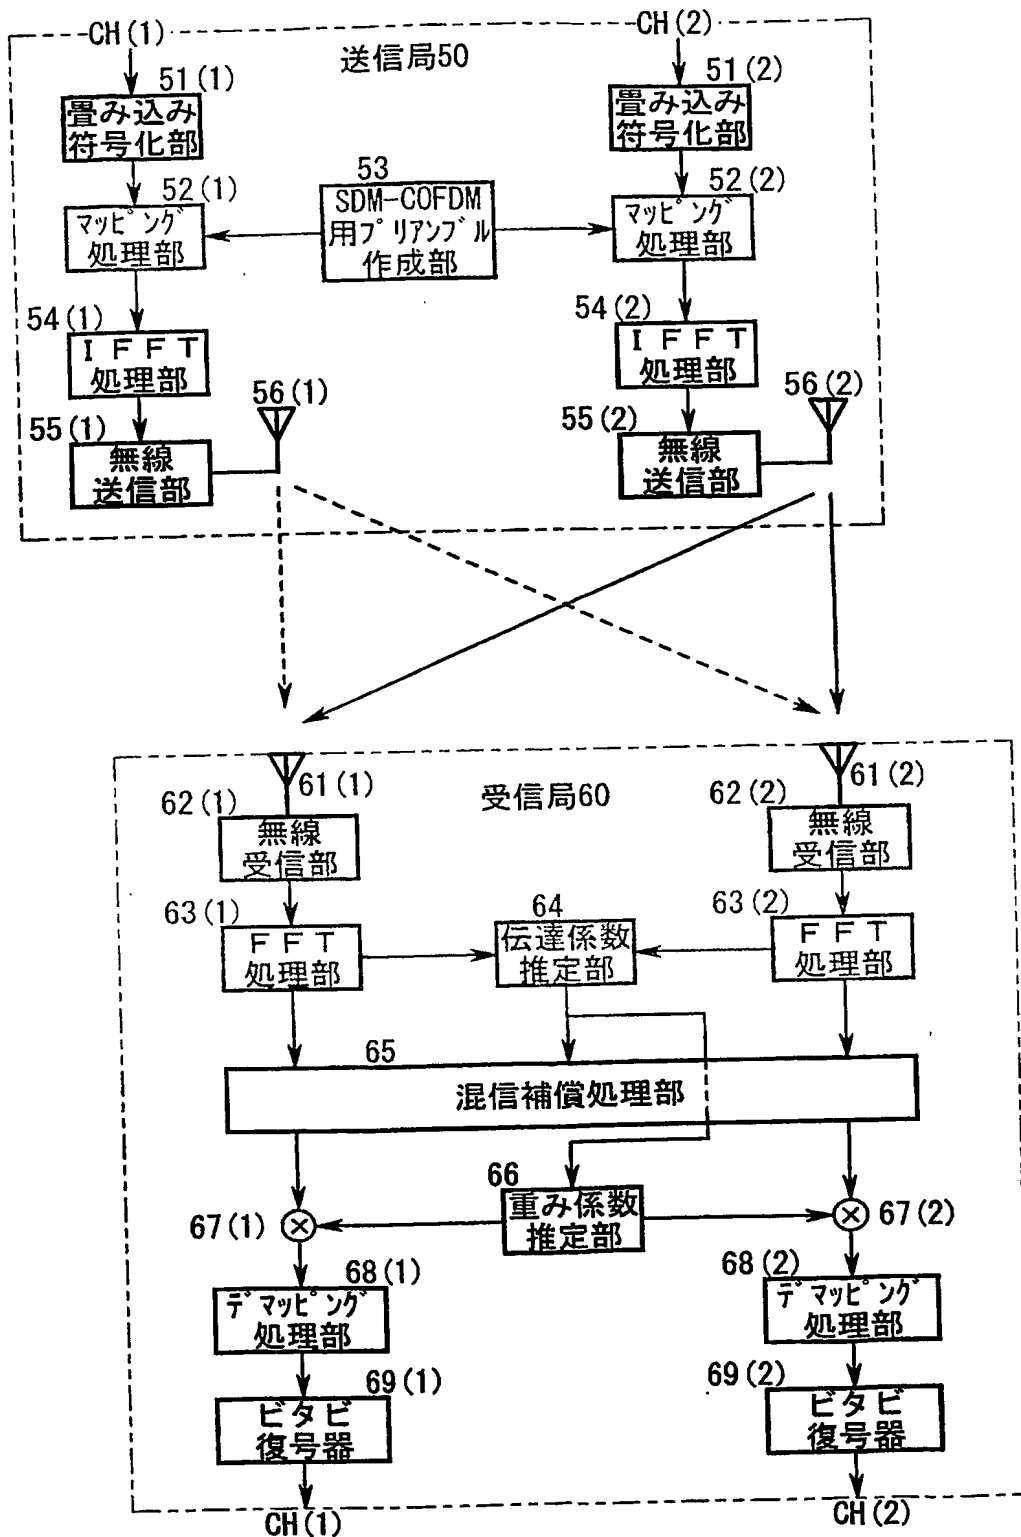 CH(1)
CH(2)
送信局50
51(1)
51(2)
畳み込み
符号化部
畳み込み
符号化部
52(1)
53
52(2)
マッピング
処理部
SDM-COFDM
用プリアンブル
作成部
マッピング
処理部
54(1)
54(2)
IFFT
処理部
IFFT
処理部
56(1)
56(2)
55(1)
55(2)
無線
送信部
無線
送信部
61(1)
61(2)
受信局60
62(1)
62(2)
無線
受信部
無線
受信部
63(1)
64
63(2)
FFT
処理部
伝達係数
推定部
FFT
処理部
65
混信補償処理部
66
重み係数
推定部
67(1)
67(2)
68(1)
68(2)
デマッピング
処理部
デマッピング
処理部
69(1)
69(2)
ビタビ
復号器
ビタビ
復号器
CH(1)
CH(2)